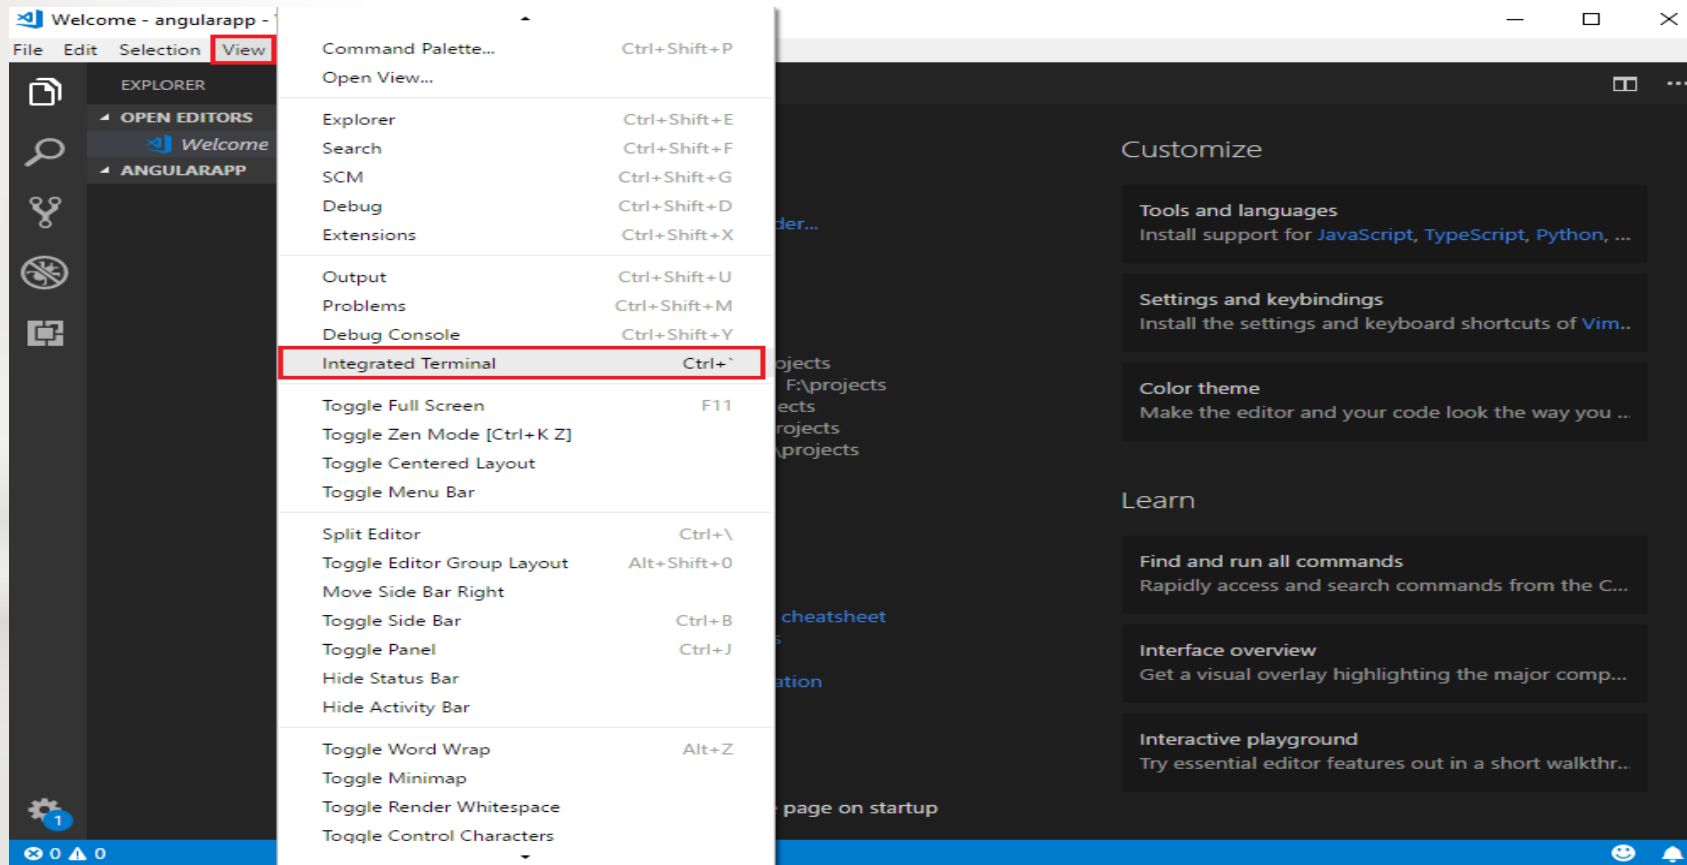 Welcome - angularapp -
File Edit Selection View
Command Palette... Ctrl+Shift+P
Open View...
Explorer Ctrl+Shift+E
Search Ctrl+Shift+F
SCM Ctrl+Shift+G
Debug Ctrl+Shift+D
Extensions Ctrl+Shift+X
Output Ctrl+Shift+U
Problems Ctrl+Shift+M
Debug Console Ctrl+Shift+Y
Integrated Terminal Ctrl+`
Toggle Full Screen F11
Toggle Zen Mode [Ctrl+K Z]
Toggle Centered Layout
Toggle Menu Bar
Split Editor Ctrl+\
Toggle Editor Group Layout Alt+Shift+0
Move Side Bar Right
Toggle Side Bar Ctrl+B
Toggle Panel Ctrl+J
Hide Status Bar
Hide Activity Bar
Toggle Word Wrap Alt+Z
Toggle Minimap
Toggle Render Whitespace
Toggle Control Characters
EXPLORER
OPEN EDITORS
Welcome
ANGULARAPP
1
0 0
der...
ojects
F:\projects
ects
rojects
\projects
cheatsheet
s
ation
page on startup
Customize
Tools and languages
Install support for JavaScript, TypeScript, Python, ...
Settings and keybindings
Install the settings and keyboard shortcuts of Vim..
Color theme
Make the editor and your code look the way you ...
Learn
Find and run all commands
Rapidly access and search commands from the C...
Interface overview
Get a visual overlay highlighting the major comp...
Interactive playground
Try essential editor features out in a short walkthr...